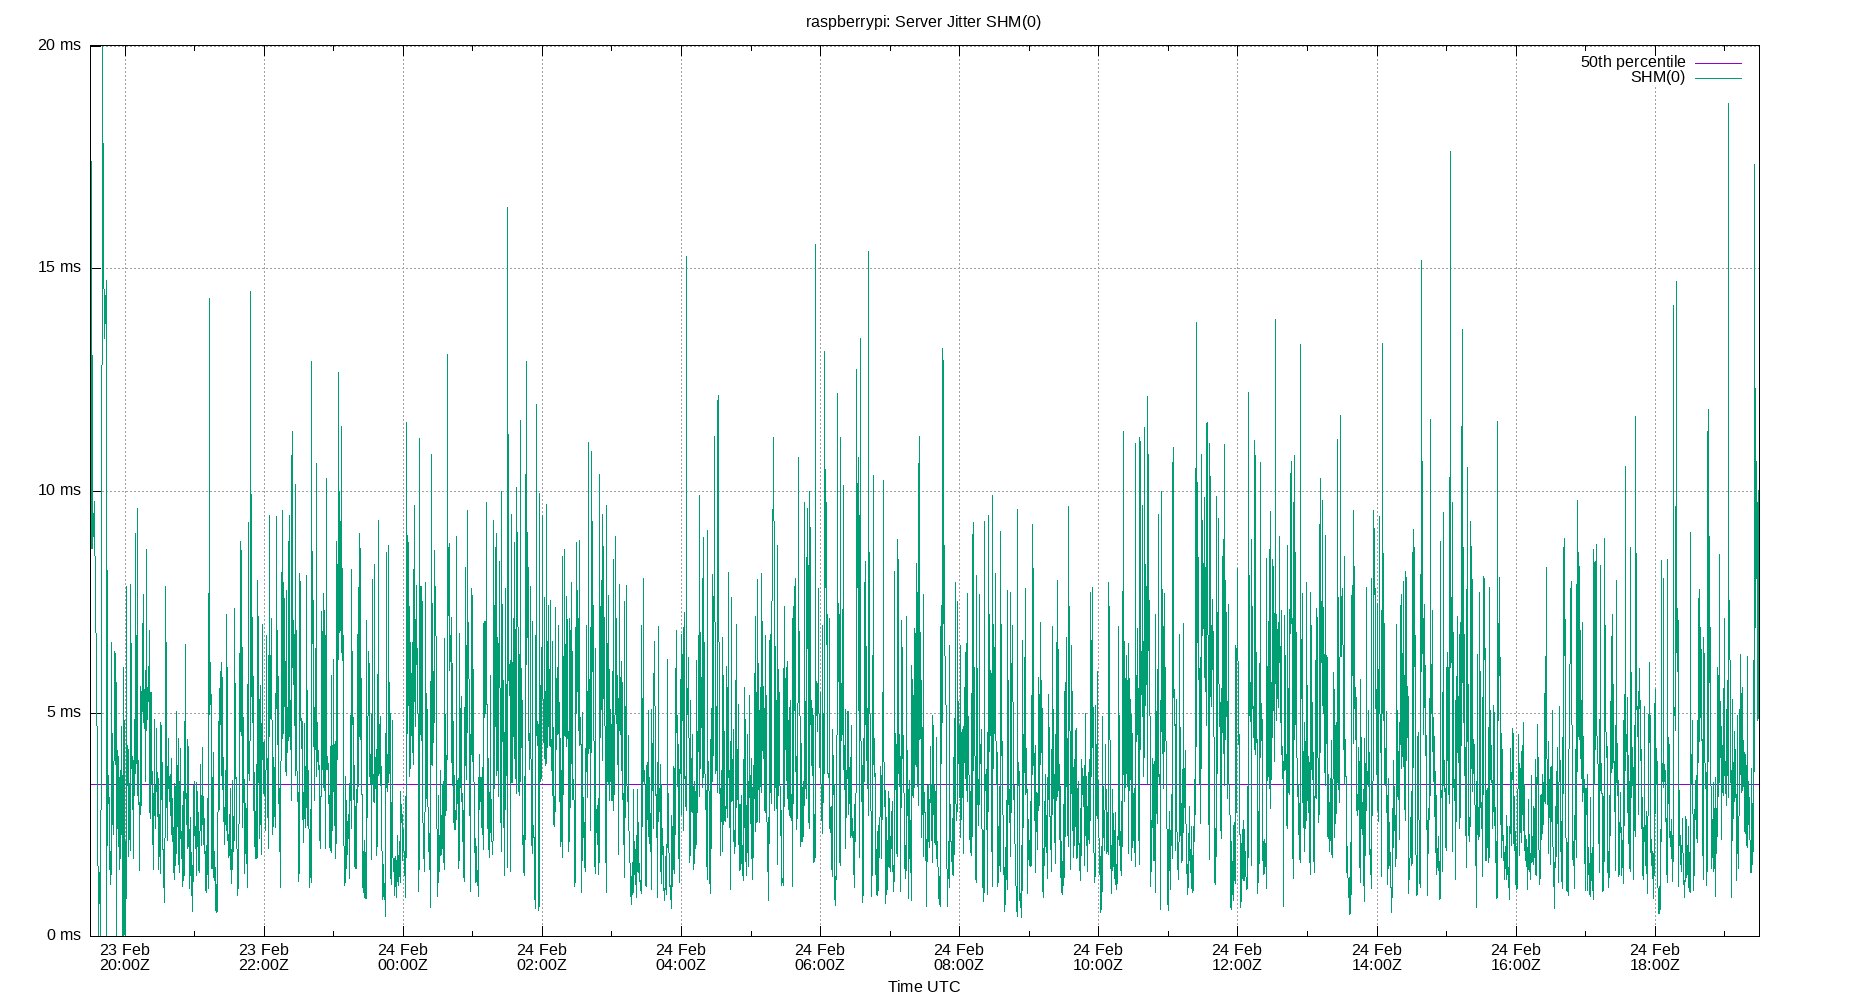 raspberrypi: Server Jitter SHM(0)
20 ms
50th percentile
SHM(0)
15 ms
10 ms
5 ms
0 ms
23 Feb 23 Feb 24 Feb 24 Feb 24 Feb 24 Feb 24 Feb 24 Feb 24 Feb 24 Feb 24 Feb 24 Feb
20:00Z 22:00Z 00:00Z 02:00Z 04:00Z 06:00Z 08:00Z 10:00Z 12:00Z 14:00Z 16:00Z 18:00Z
Time UTC